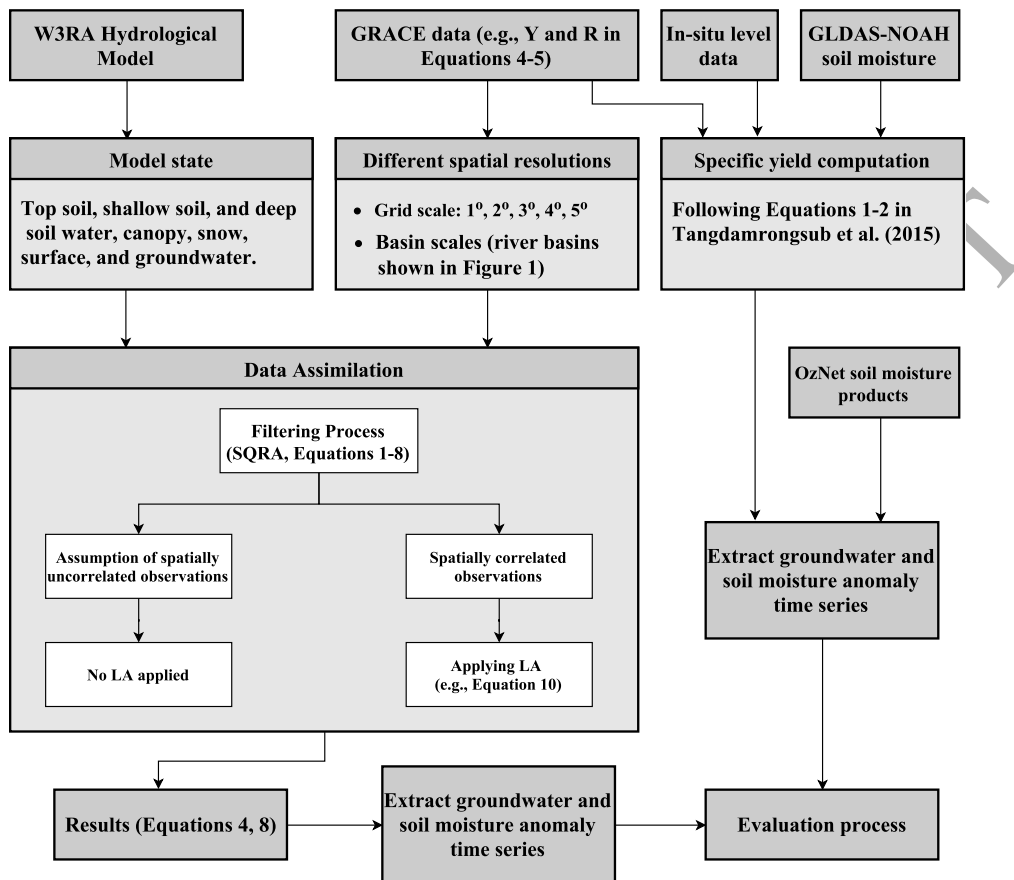 W3RA Hydrological
Model
GRACE data (e.g., Y and R in
Equations 4-5)
In-situ level
data
GLDAS-NOAH
soil moisture
Model state
Top soil, shallow soil, and deep
soil water, canopy, snow,
surface, and groundwater.
Different spatial resolutions
• Grid scale: 1⁰, 2⁰, 3⁰, 4⁰, 5⁰
• Basin scales (river basins
shown in Figure 1)
Specific yield computation
Following Equations 1-2 in
Tangdamrongsub et al. (2015)
T
Data Assimilation
Filtering Process
(SQRA, Equations 1-8)
Assumption of spatially
uncorrelated observations
Spatially correlated
observations
No LA applied
Applying LA
(e.g., Equation 10)
OzNet soil moisture
products
Extract groundwater and
soil moisture anomaly
time series
Results (Equations 4, 8)
Extract groundwater and
soil moisture anomaly
time series
Evaluation process